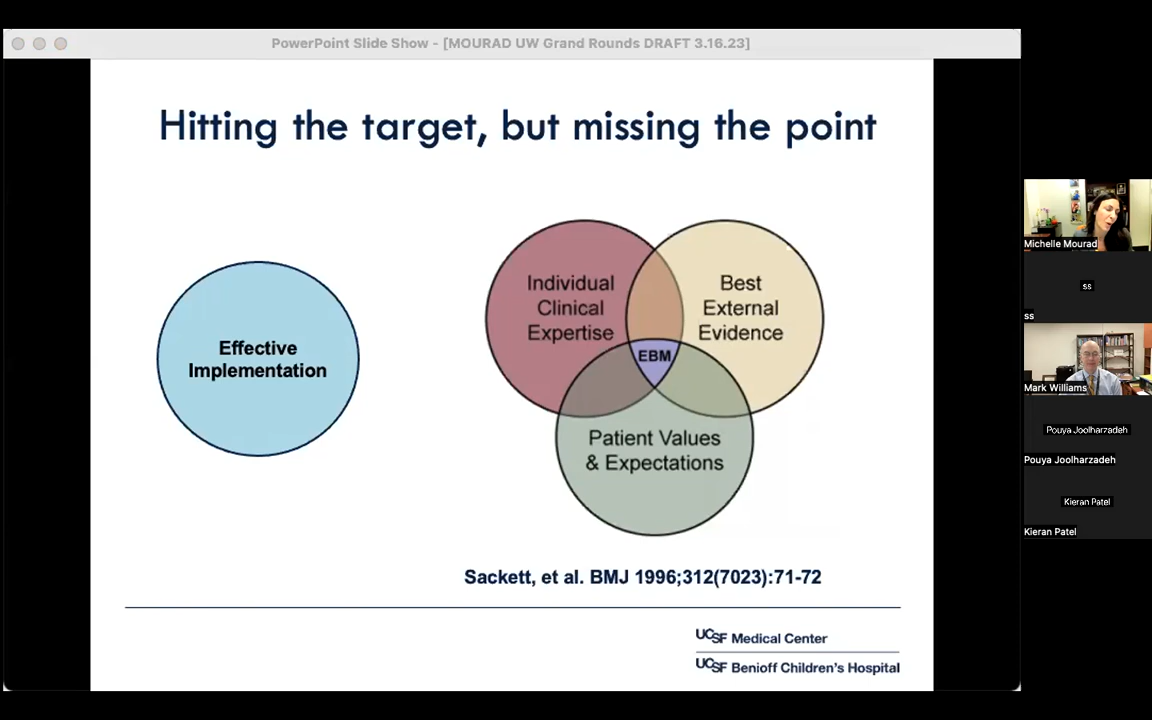 PowerPoint Slide Show - [MOURAD UW Grand Rounds DRAFT 3.16.23]
Hitting the target, but missing the point
Effective
Implementation
Individual
Clinical
Expertise
Best
External
Evidence
EBM
Patient Values
& Expectations
Sackett, et al. BMJ 1996;312(7023):71-72
UCSF Medical Center
UCSF Benioff Children's Hospital
Michelle Mourad
ss
ss
Mark Williams
Pouya Joolharzadeh
Pouya Joolharzadeh
Kieran Patel
Kieran Patel